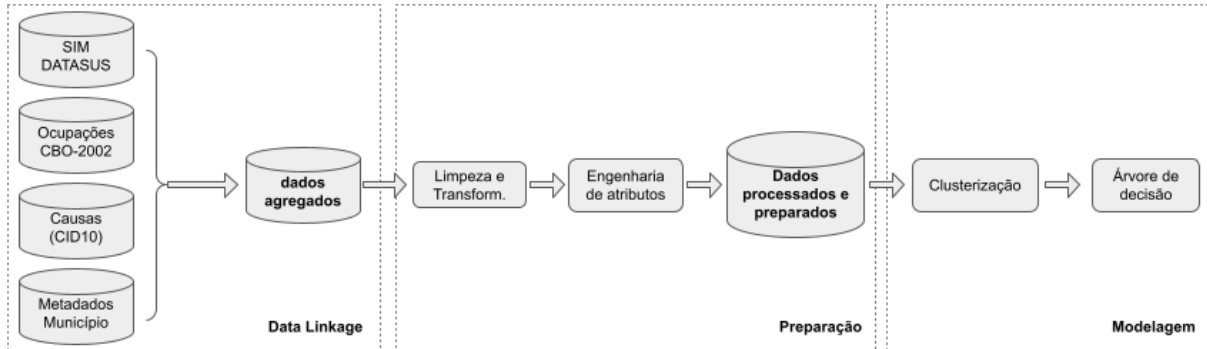 SIM
DATASUS
Ocupações
CBO-2002
Causas
(CID10)
Metadados
Município
dados
agregados
Data Linkage
Limpeza e
Transform.
Engenharia
de atributos
Dados
processados e
preparados
Preparação
Clusterização
Árvore de
decisão
Modelagem